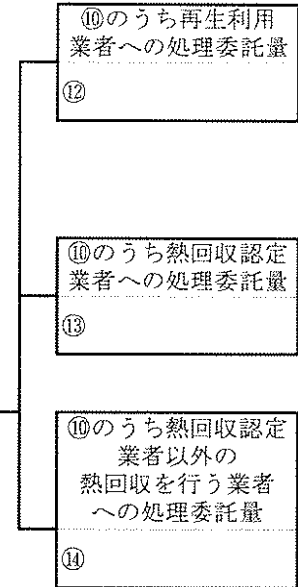 ⑩のうち再生利用
業者への処理委託量
⑫
⑩のうち熱回収認定
業者への処理委託量
⑬
⑩のうち熱回収認定
業者以外の
熱回収を行う業者
への処理委託量
⑭